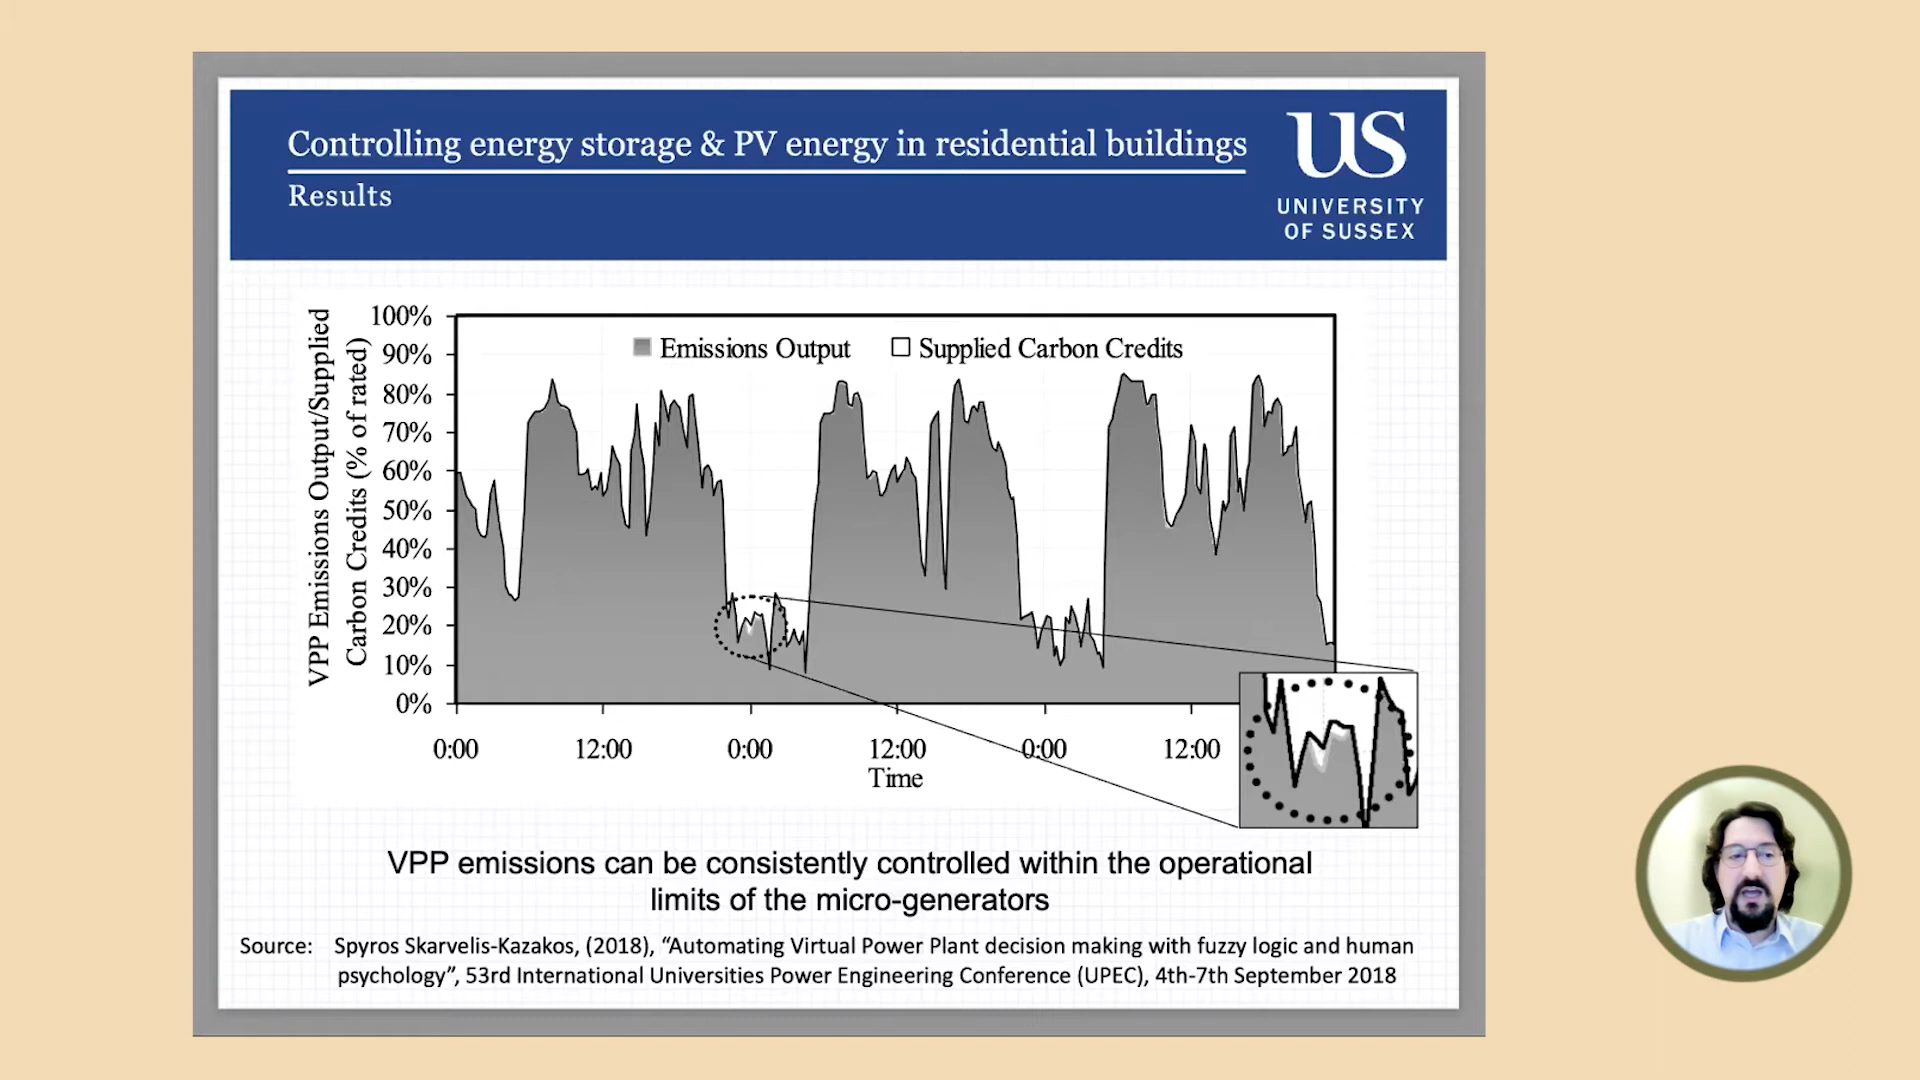 Controlling energy storage & PV energy in residential buildings
Results
US
UNIVERSITY
OF SUSSEX
VPP Emissions Output/Supplied
Carbon Credits (% of rated)
100%
90%
80%
70%
60%
50%
40%
30%
20%
10%
0%
Emissions Output
Supplied Carbon Credits
0:00 12:00 0:00 12:00 0:00 12:00
Time
VPP emissions can be consistently controlled within the operational
limits of the micro-generators
Source: Spyros Skarvelis-Kazakos, (2018), “Automating Virtual Power Plant decision making with fuzzy logic and human
psychology”, 53rd International Universities Power Engineering Conference (UPEC), 4th-7th September 2018